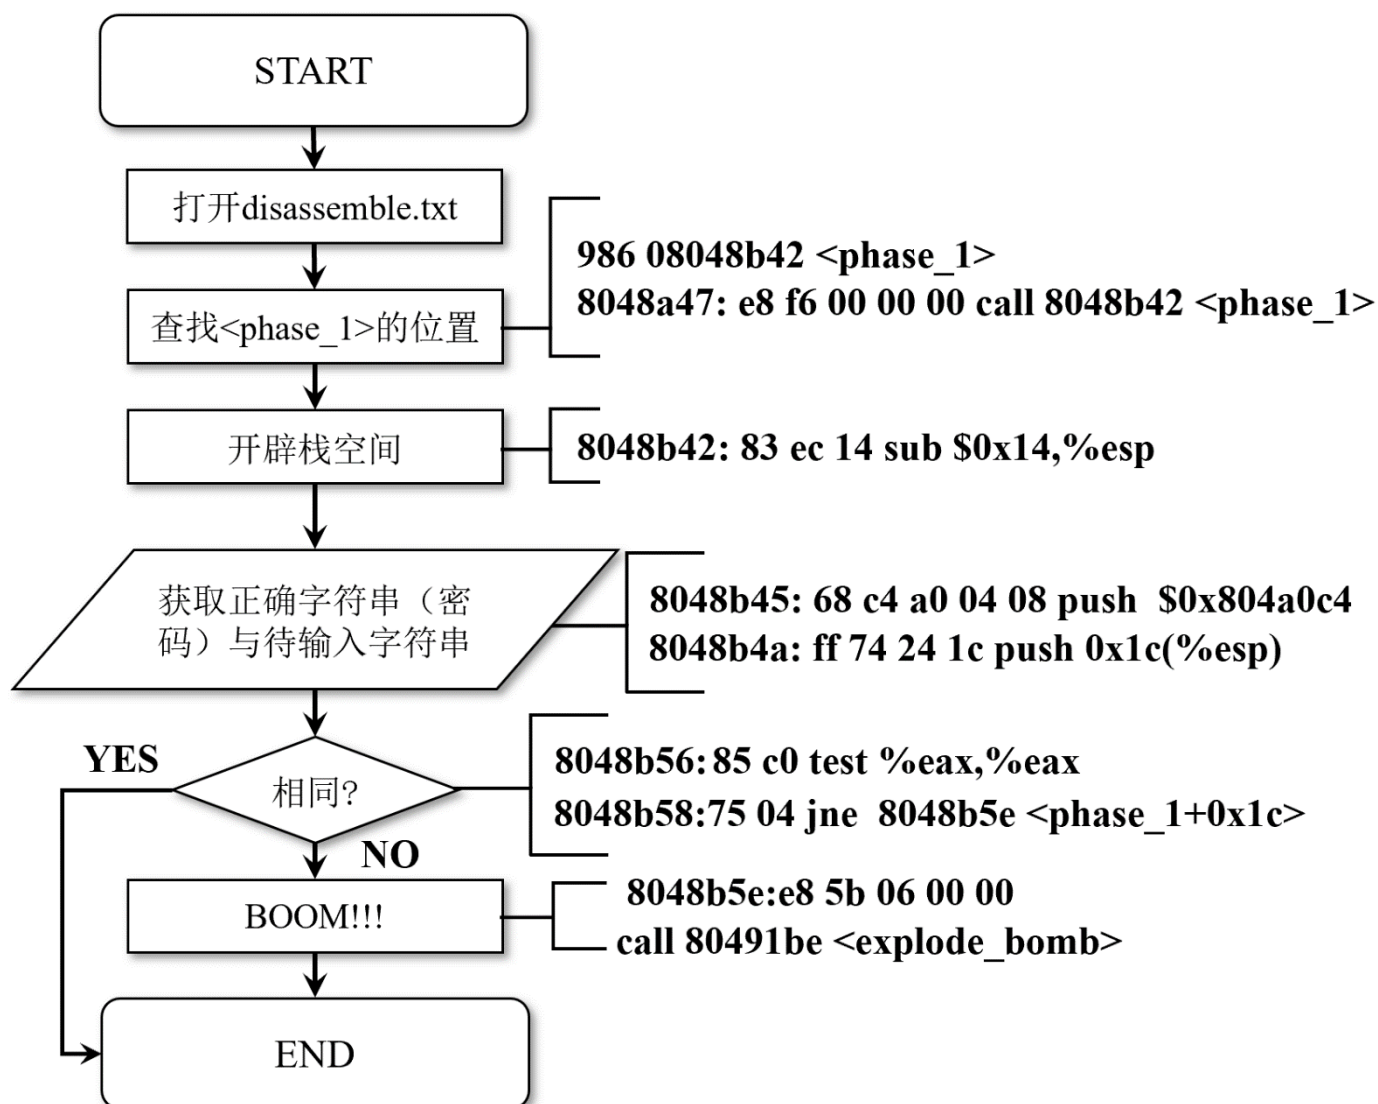 START
打开disassemble.txt
查找<phase_1>的位置
986 08048b42 <phase_1>
8048a47: e8 f6 00 00 00 call 8048b42 <phase_1>
开辟栈空间
8048b42: 83 ec 14 sub $0x14,%esp
获取正确字符串（密
码）与待输入字符串
8048b45: 68 c4 a0 04 08 push  $0x804a0c4
8048b4a: ff 74 24 1c push 0x1c(%esp)
YES
相同?
8048b56:85 c0 test %eax,%eax
8048b58:75 04 jne  8048b5e <phase_1+0x1c>
NO
BOOM!!!
8048b5e:e8 5b 06 00 00
call 80491be <explode_bomb>
END